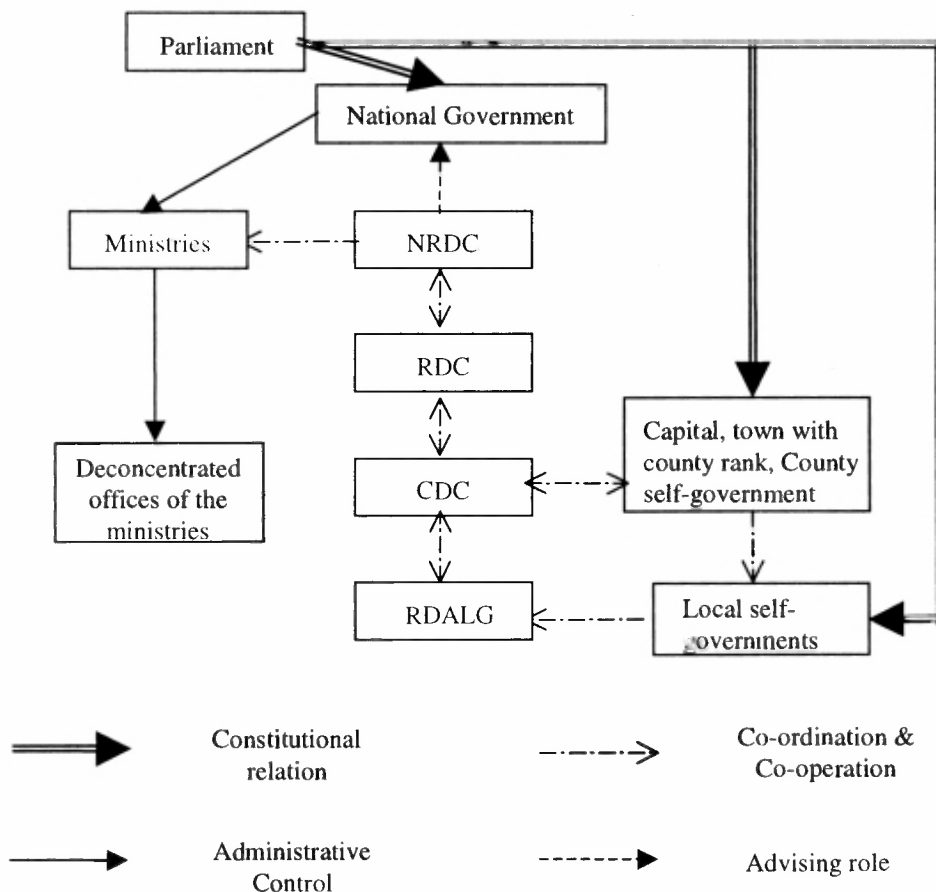 Parliament
National Government
Ministries
NRDC
RDC
Capital, town with
county rank, County
self-government
Deconcentrated
offices of the
ministries
CDC
RDALG
Local self-
governments
Constitutional
relation
Co-ordination &
Co-operation
Administrative
Control
Advising role